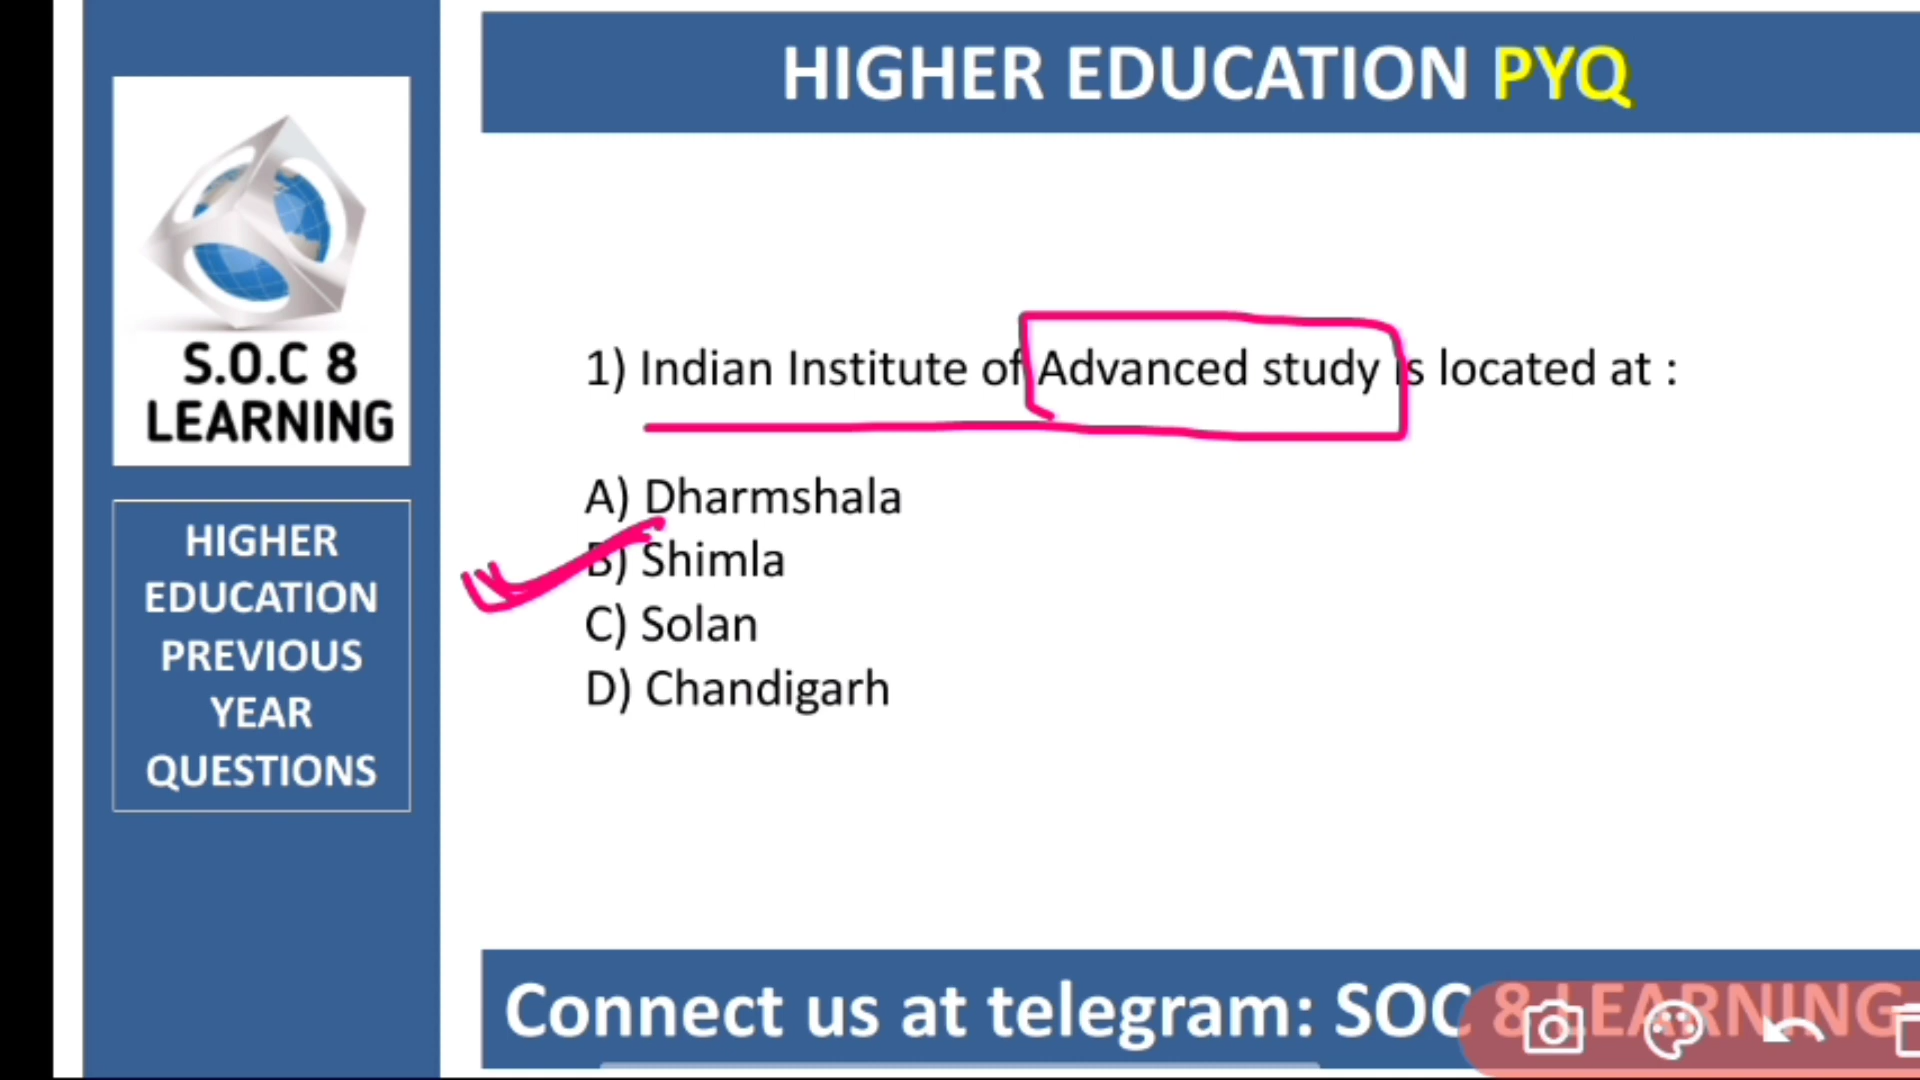 HIGHER EDUCATION PYQ
S.O.C 8
LEARNING
HIGHER
EDUCATION
PREVIOUS
YEAR
QUESTIONS
1) Indian Institute of Advanced study is located at :
A) Dharmshala
B) Shimla
C) Solan
D) Chandigarh
Connect us at telegram: SOC 8 LEARNING